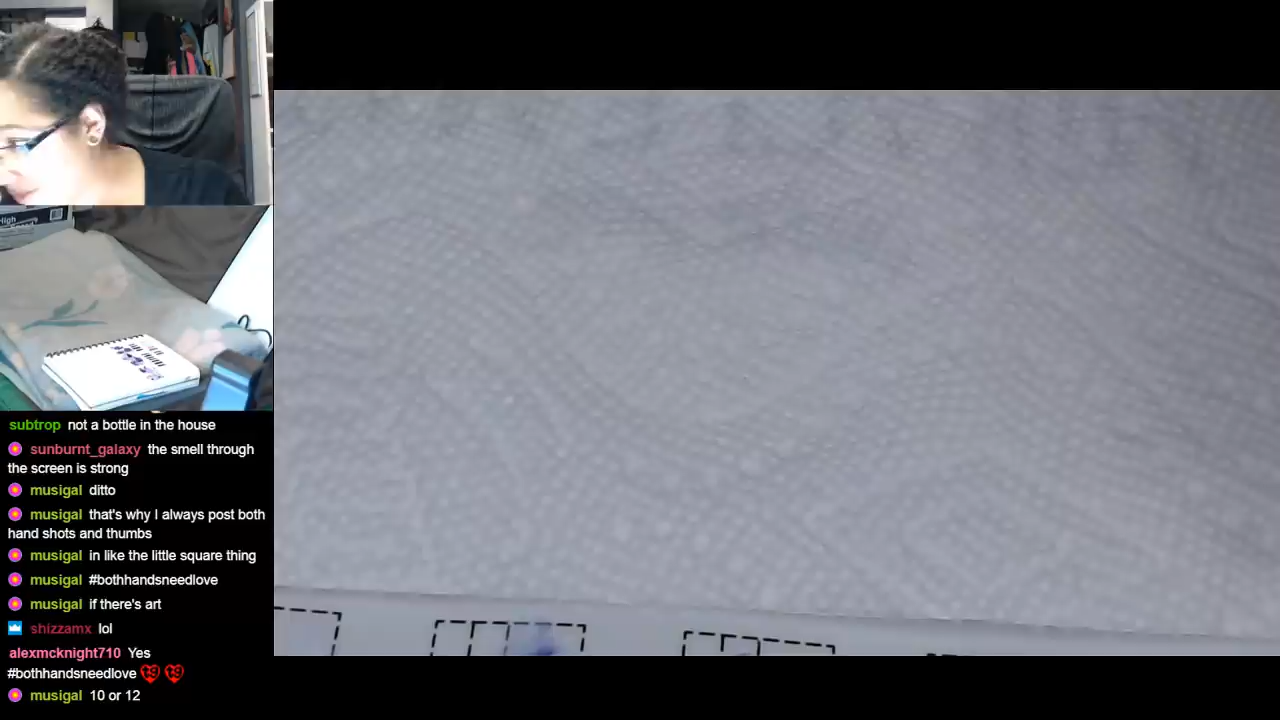 High
subtrop not a bottle in the house
sunburnt_galaxy the smell through
the screen is strong
musigal ditto
musigal that's why I always post both
hand shots and thumbs
musigal in like the little square thing
musigal #bothhandsneedlove
musigal if there's art
shizzamx lol
alexmcknight710 Yes
#bothhandsneedlove
musigal 10 or 12